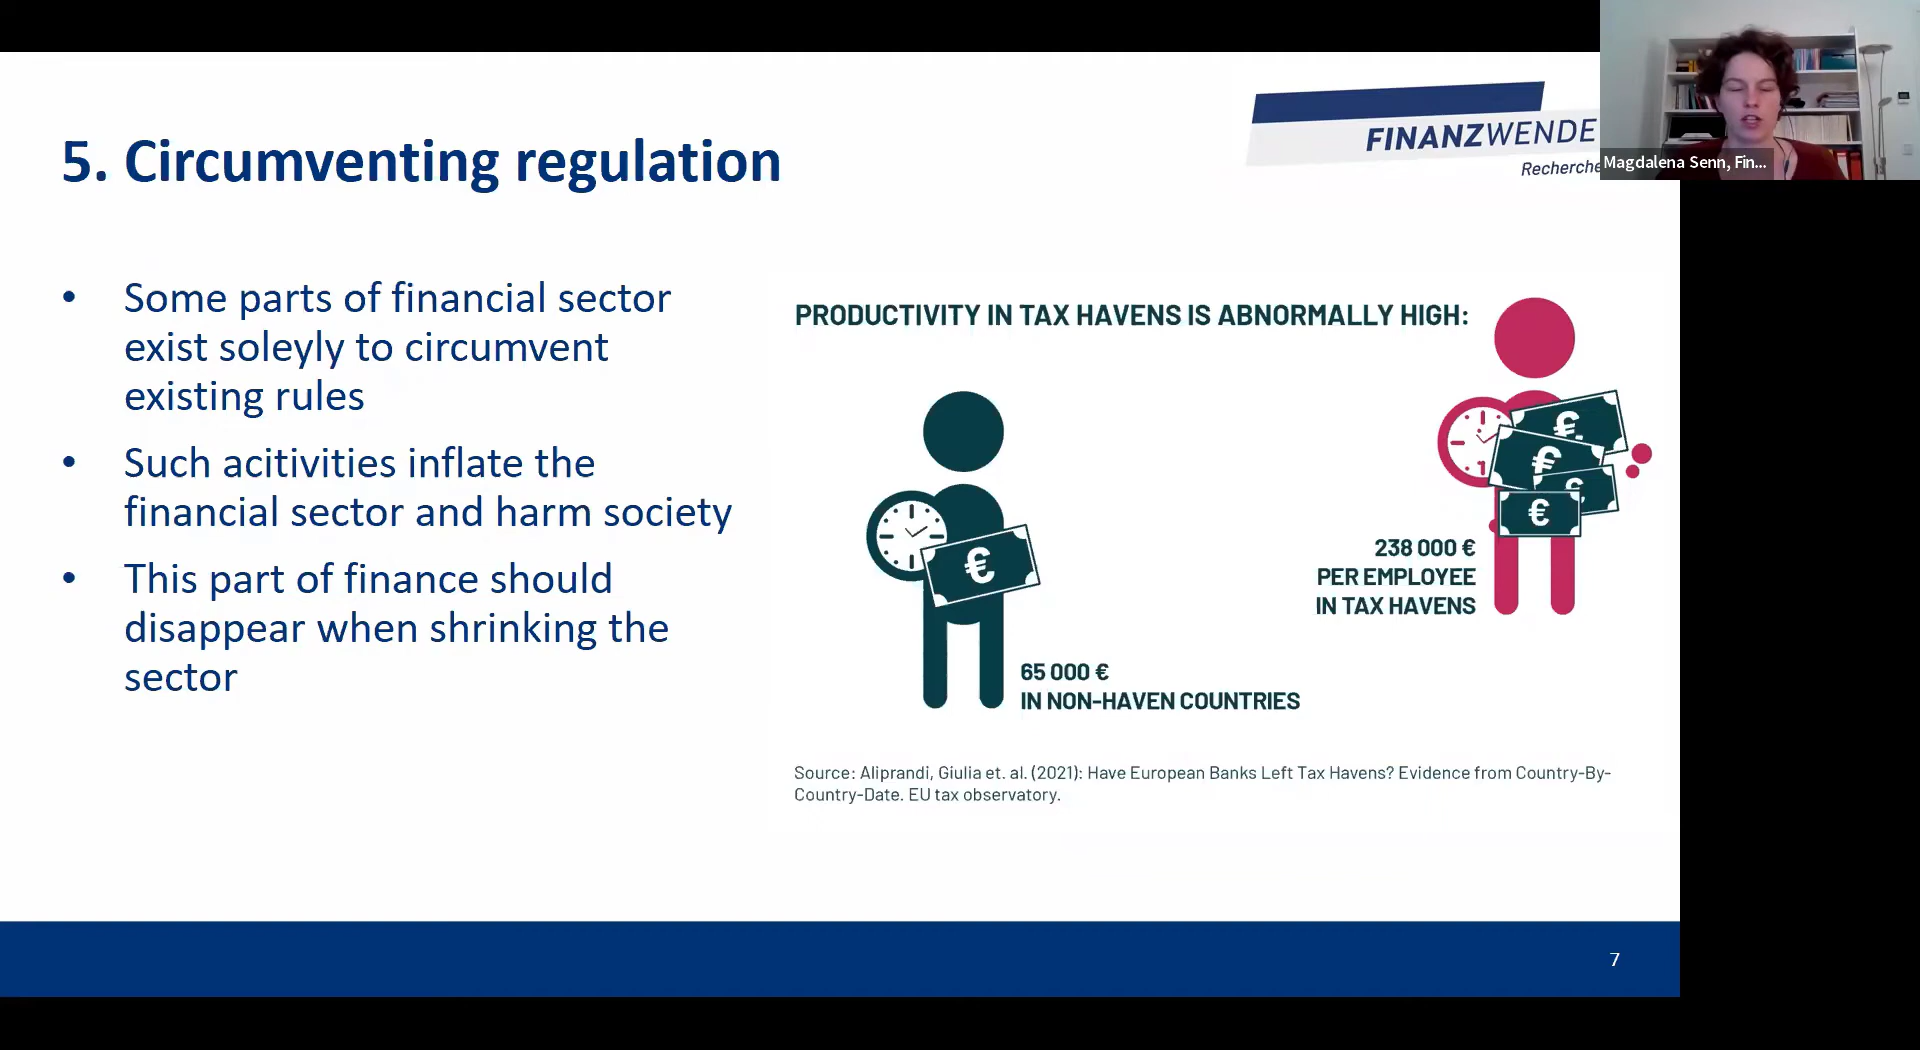 FINANZWENDE
Recherche
Magdalena Senn, Fin...
5. Circumventing regulation
• Some parts of financial sector
exist soleyly to circumvent
existing rules
• Such acitivities inflate the
financial sector and harm society
• This part of finance should
disappear when shrinking the
sector
PRODUCTIVITY IN TAX HAVENS IS ABNORMALLY HIGH:
€
€
€
€
€
238 000 €
PER EMPLOYEE
IN TAX HAVENS
65 000 €
IN NON-HAVEN COUNTRIES
Source: Aliprandi, Giulia et. al. (2021): Have European Banks Left Tax Havens? Evidence from Country-By-
Country-Date. EU tax observatory.
7